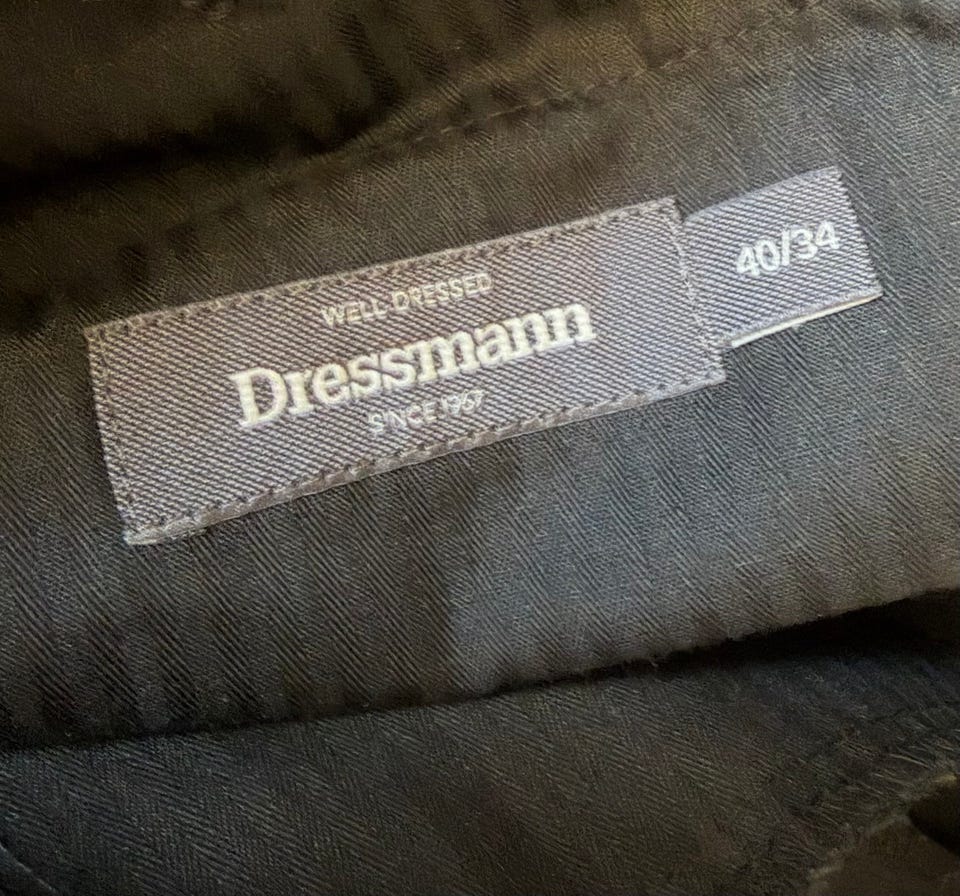 WELL DRESSED
Dressmann
SINCE 1967
40/34